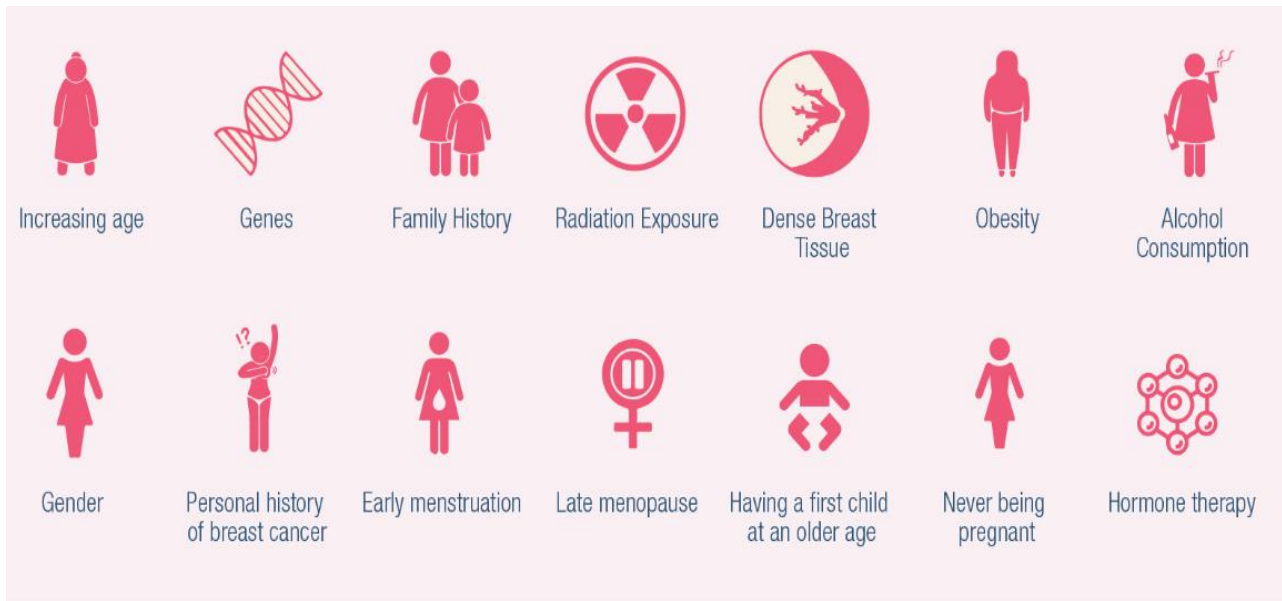 Increasing age
Genes
Family History
Radiation Exposure
Dense Breast
Tissue
Obesity
Alcohol
Consumption
!?
Gender
Personal history
of breast cancer
Early menstruation
Late menopause
Having a first child
at an older age
Never being
pregnant
Hormone therapy